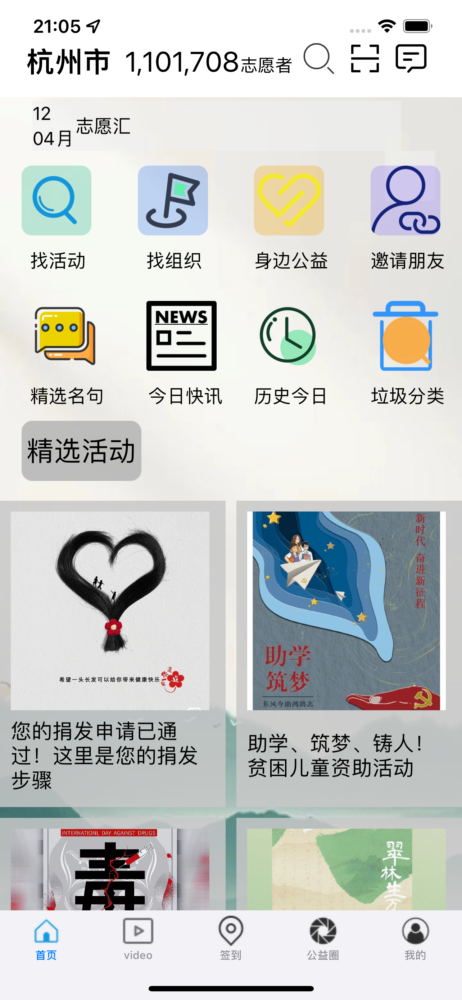 21:05
杭州市 1,101,708志愿者
12
04月
志愿汇
找活动 找组织 身边公益 邀请朋友
NEWS
精选名句 今日快讯 历史今日 垃圾分类
精选活动
希望一头长发可以给你带来健康快乐
送你一朵
新时代 奋进新征程
助学
筑梦
东风今助鸿鹄志
您的捐发申请已通
过！这里是您的捐发
步骤
助学、筑梦、铸人！
贫困儿童资助活动
INTERNATIONL DAY AGAINST DRUGS
毒
翠林生万
首页 video 签到 公益圈 我的